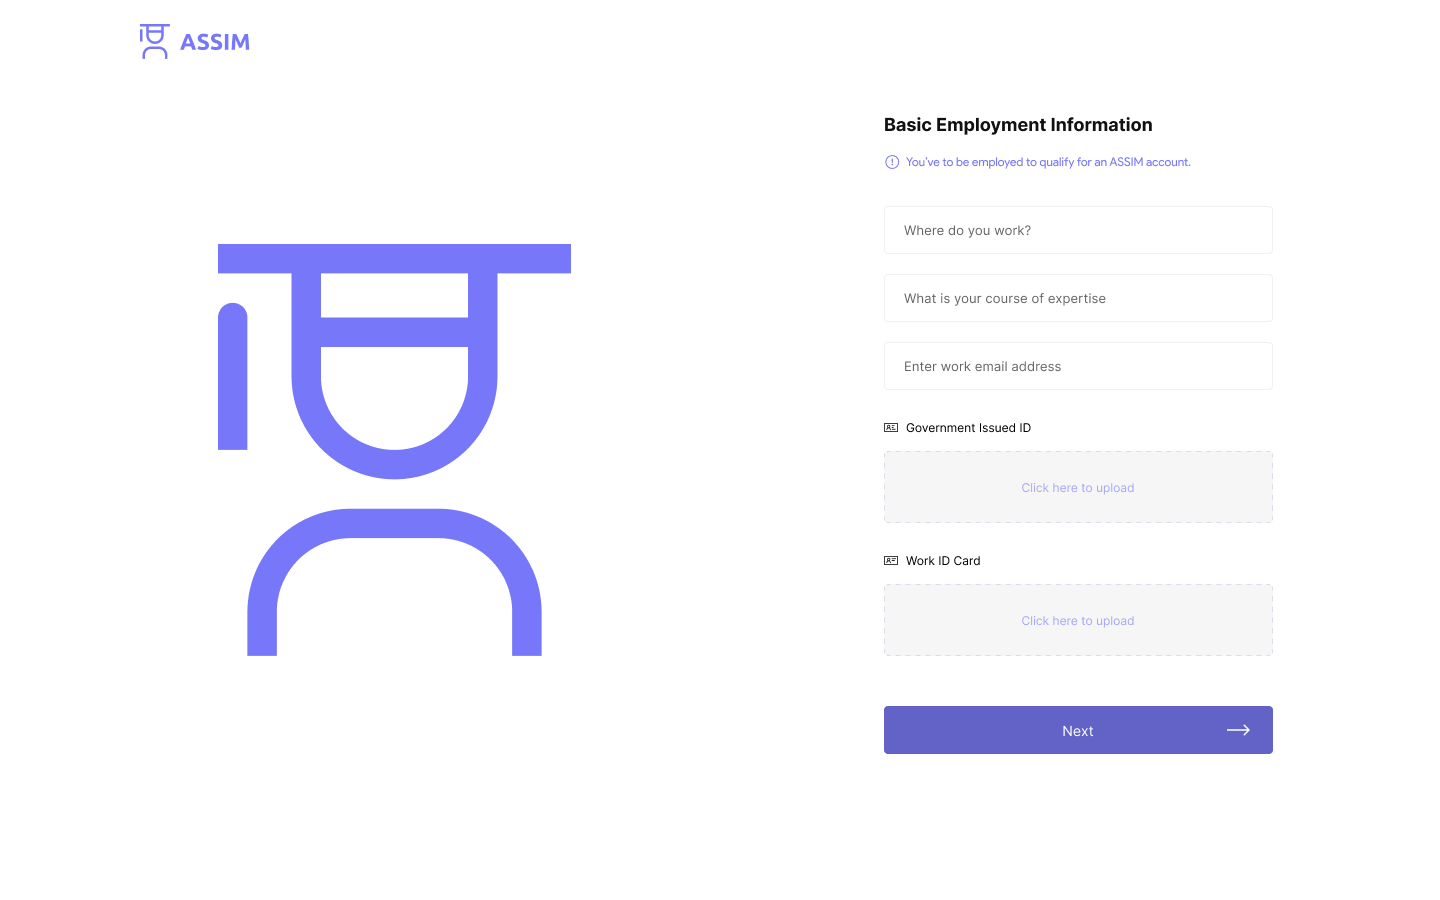 ASSIM
Basic Employment Information
You've to be employed to qualify for an ASSIM account.
Where do you work?
What is your course of expertise
Enter work email address
Government Issued ID
Click here to upload
Work ID Card
Click here to upload
Next